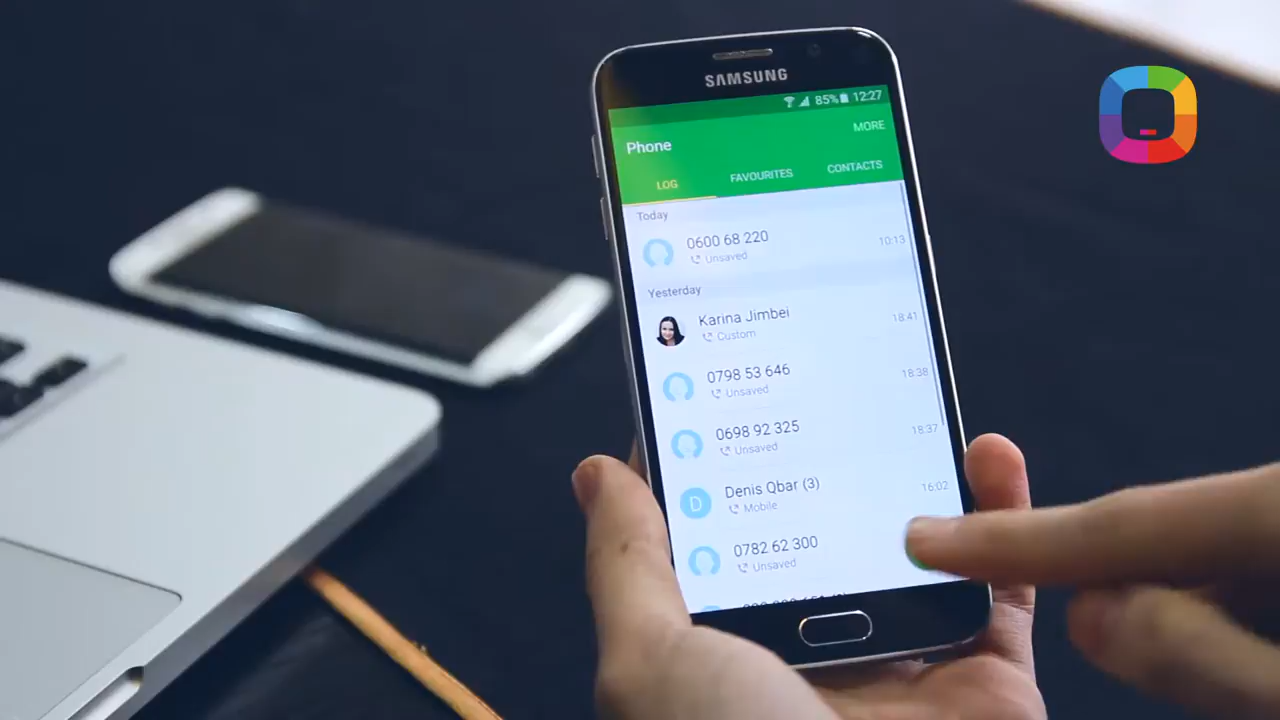 SAMSUNG
85% 12:27
Phone
MORE
LOG
FAVOURITES
CONTACTS
Today
0600 68 220
Unsaved
10:13
Yesterday
Karina Jimbei
Custom
18:41
0798 53 646
Unsaved
18:38
0698 92 325
Unsaved
18:37
D
Denis Qbar (3)
Mobile
16:02
0782 62 300
Unsaved